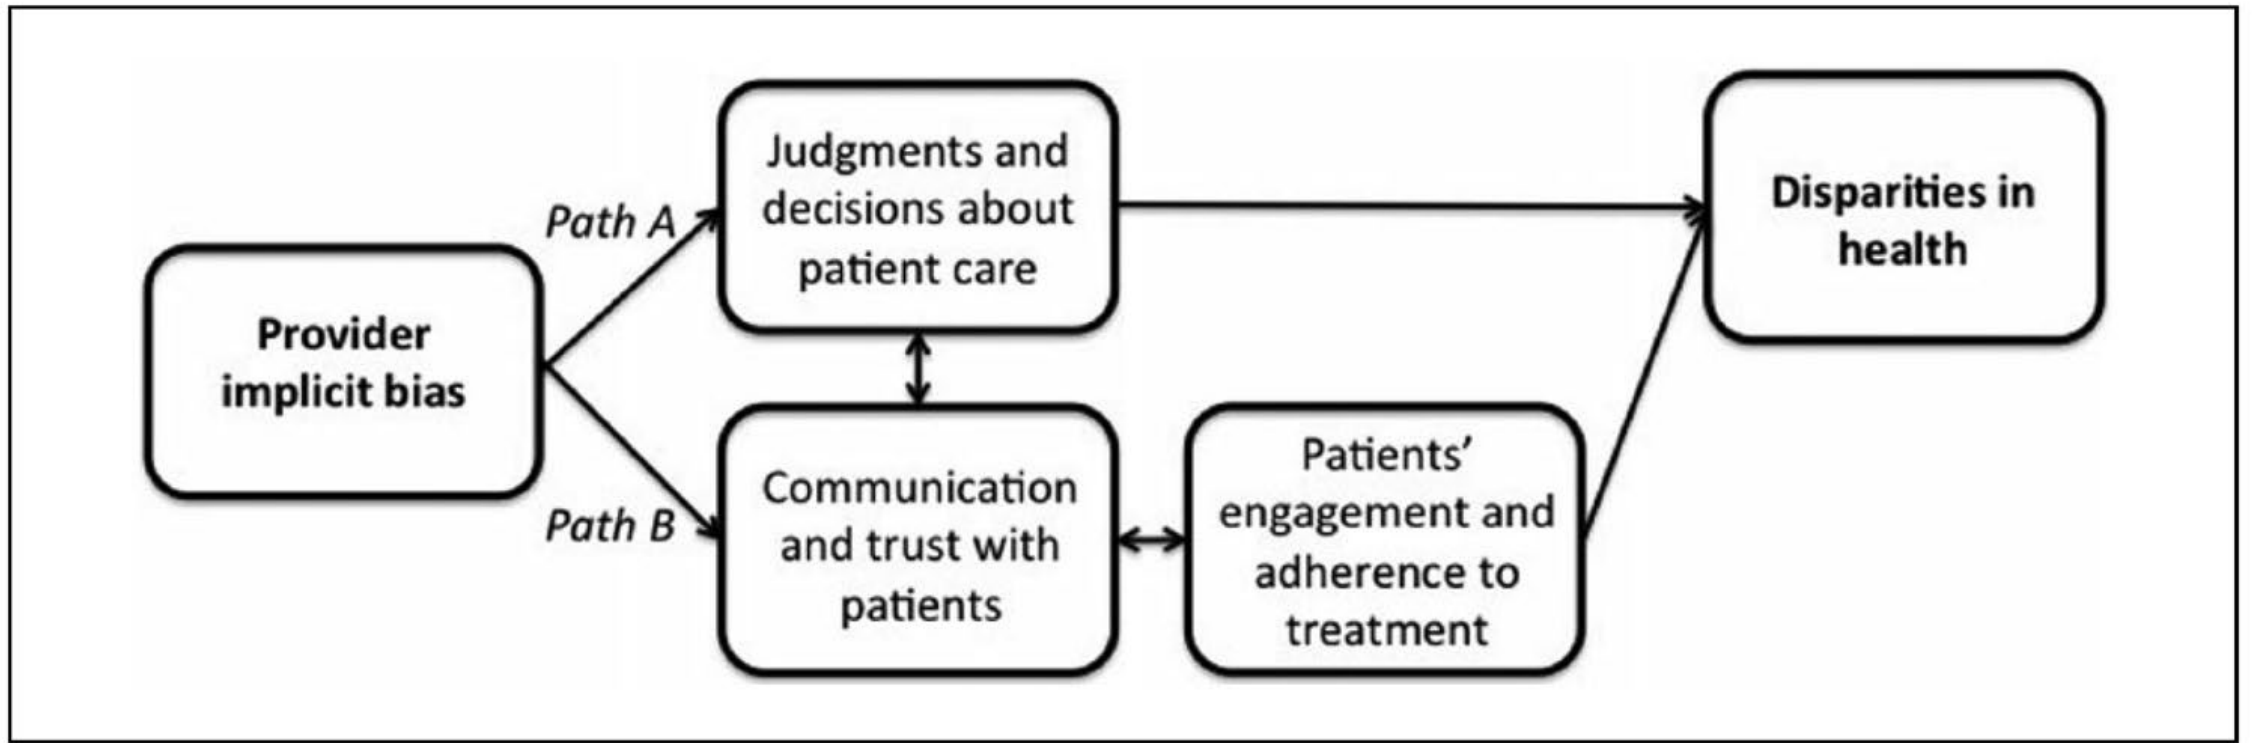 Provider
implicit bias
Path A
Path B
Judgments and
decisions about
patient care
Communication
and trust with
patients
Patients’
engagement and
adherence to
treatment
Disparities in
health